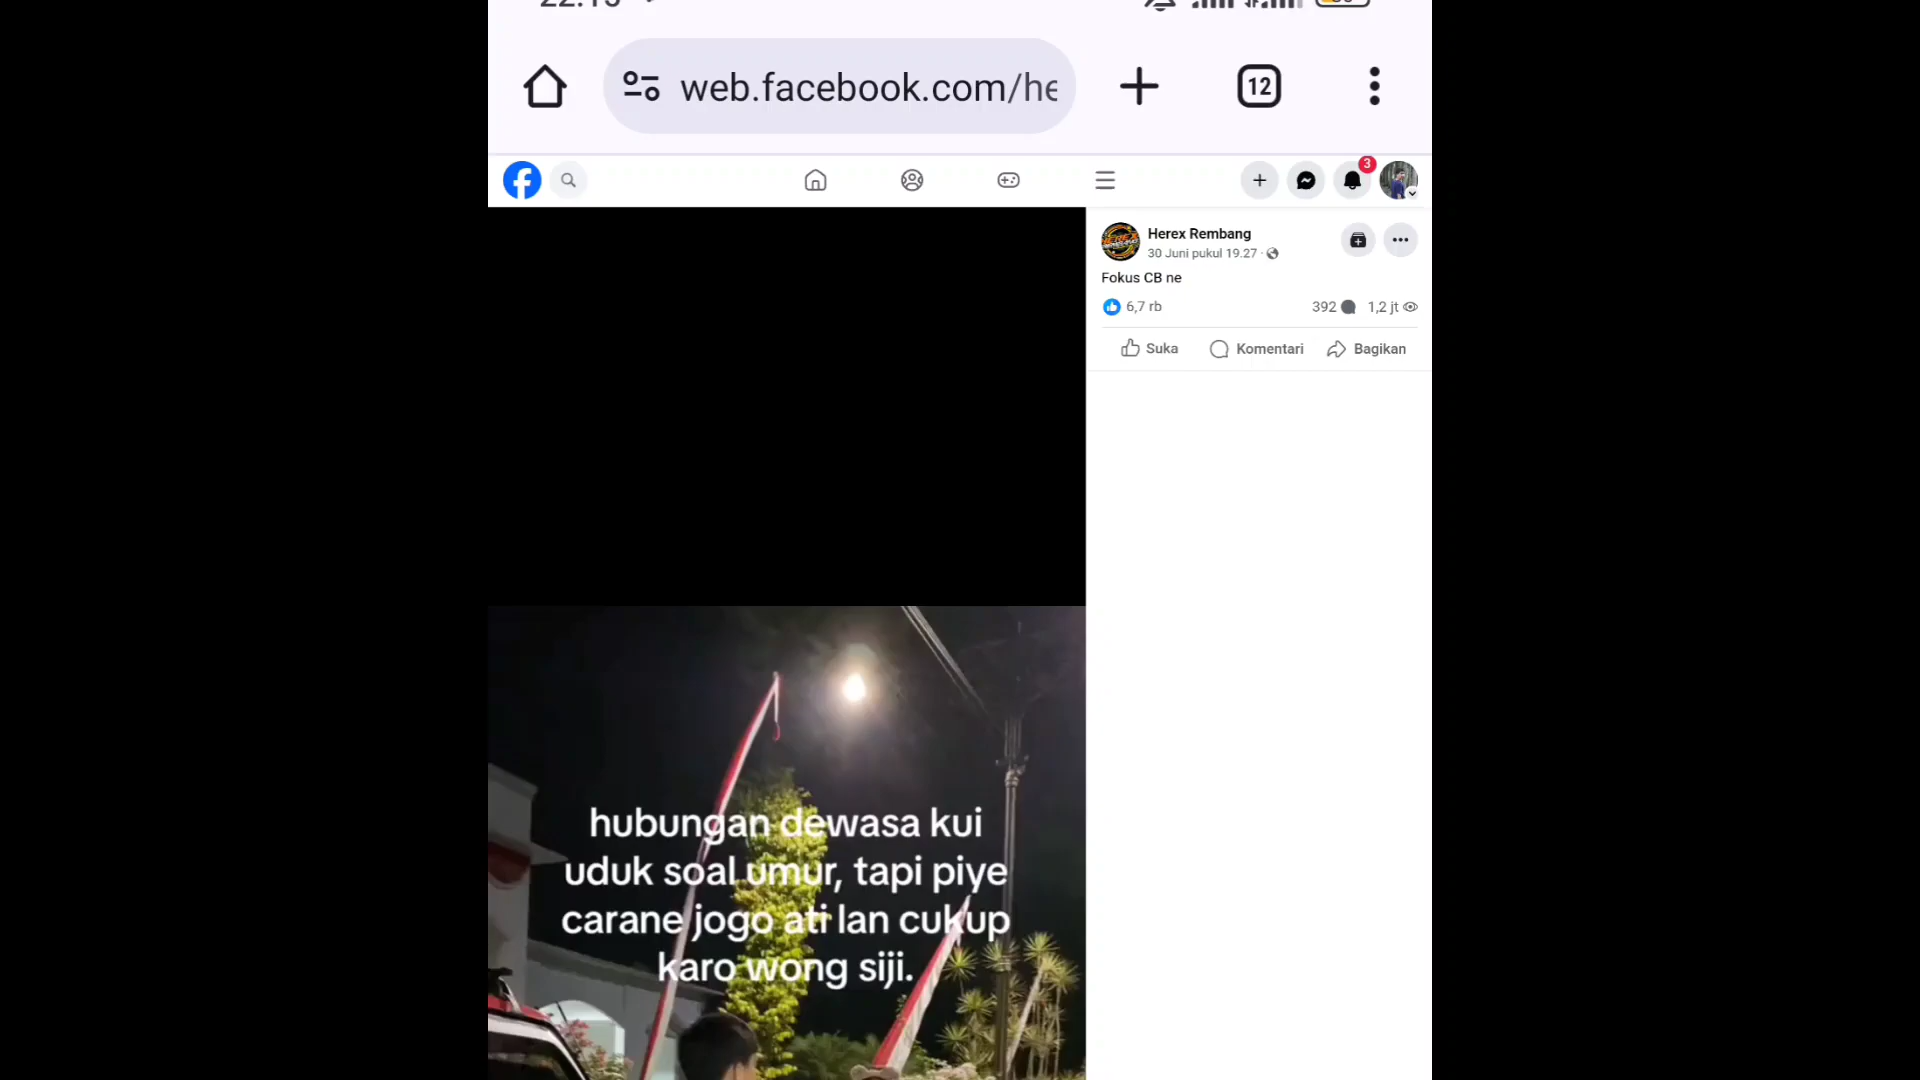 web.facebook.com/he
12
3
Herex Rembang
30 Juni pukul 19.27
Fokus CB ne
6,7 rb
392
1,2 jt
Suka
Komentari
Bagikan
hubungan dewasa kui
uduk soal umur, tapi piye
carane jogo ati lan cukup
karo wong siji.